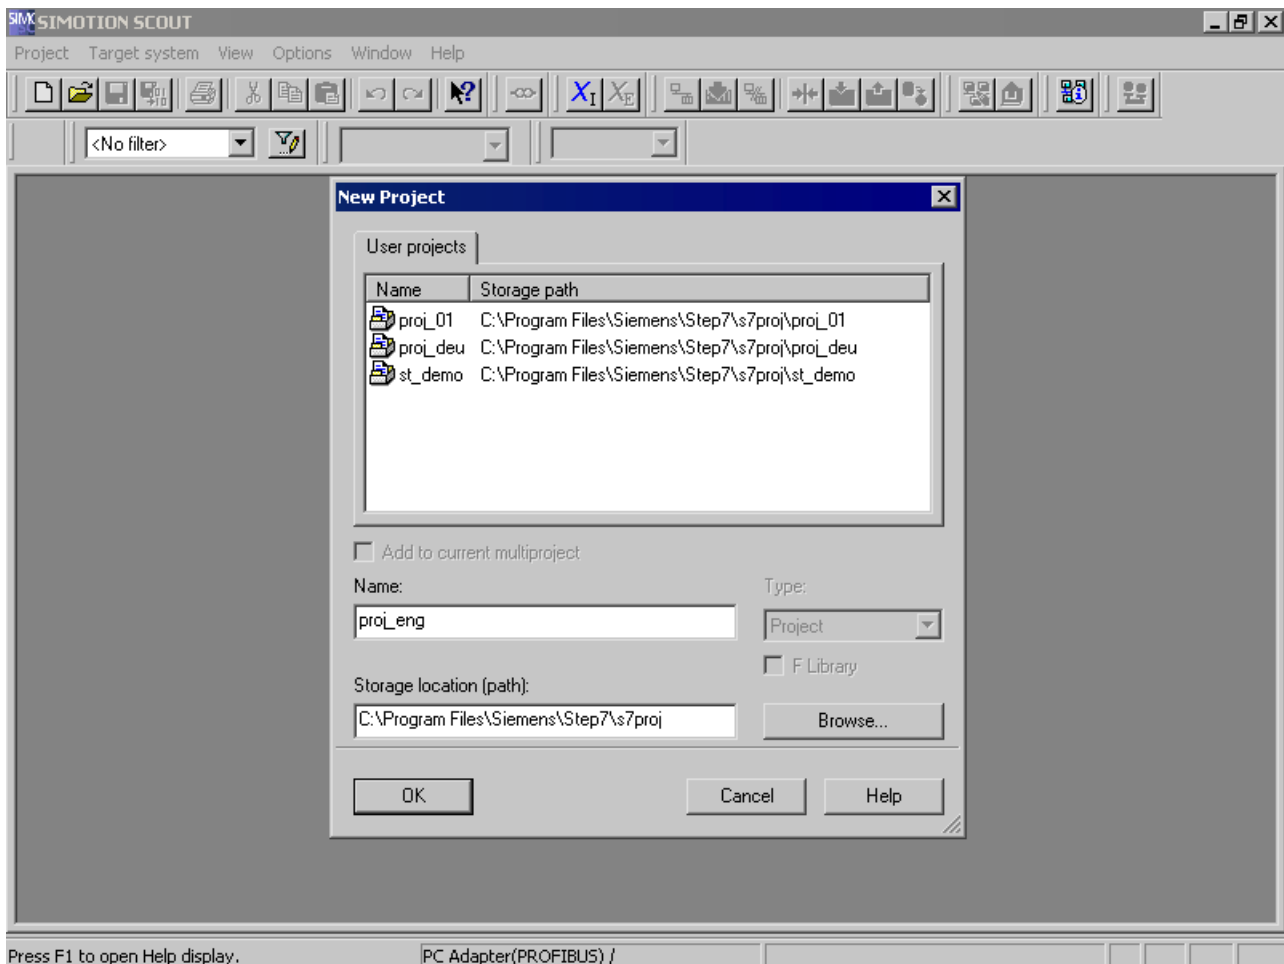 SIMOTION SCOUT
Project Target system View Options Window Help
<No filter>
New Project
User projects
Name Storage path
proj_01 C:\Program Files\Siemens\Step7\s7proj\proj_01
proj_deu C:\Program Files\Siemens\Step7\s7proj\proj_deu
st_demo C:\Program Files\Siemens\Step7\s7proj\st_demo
Add to current multiproject
Name: Type:
proj_eng Project
F Library
Storage location (path):
C:\Program Files\Siemens\Step7\s7proj Browse...
OK Cancel Help
Press F1 to open Help display. PC Adapter(PROFIBUS) /